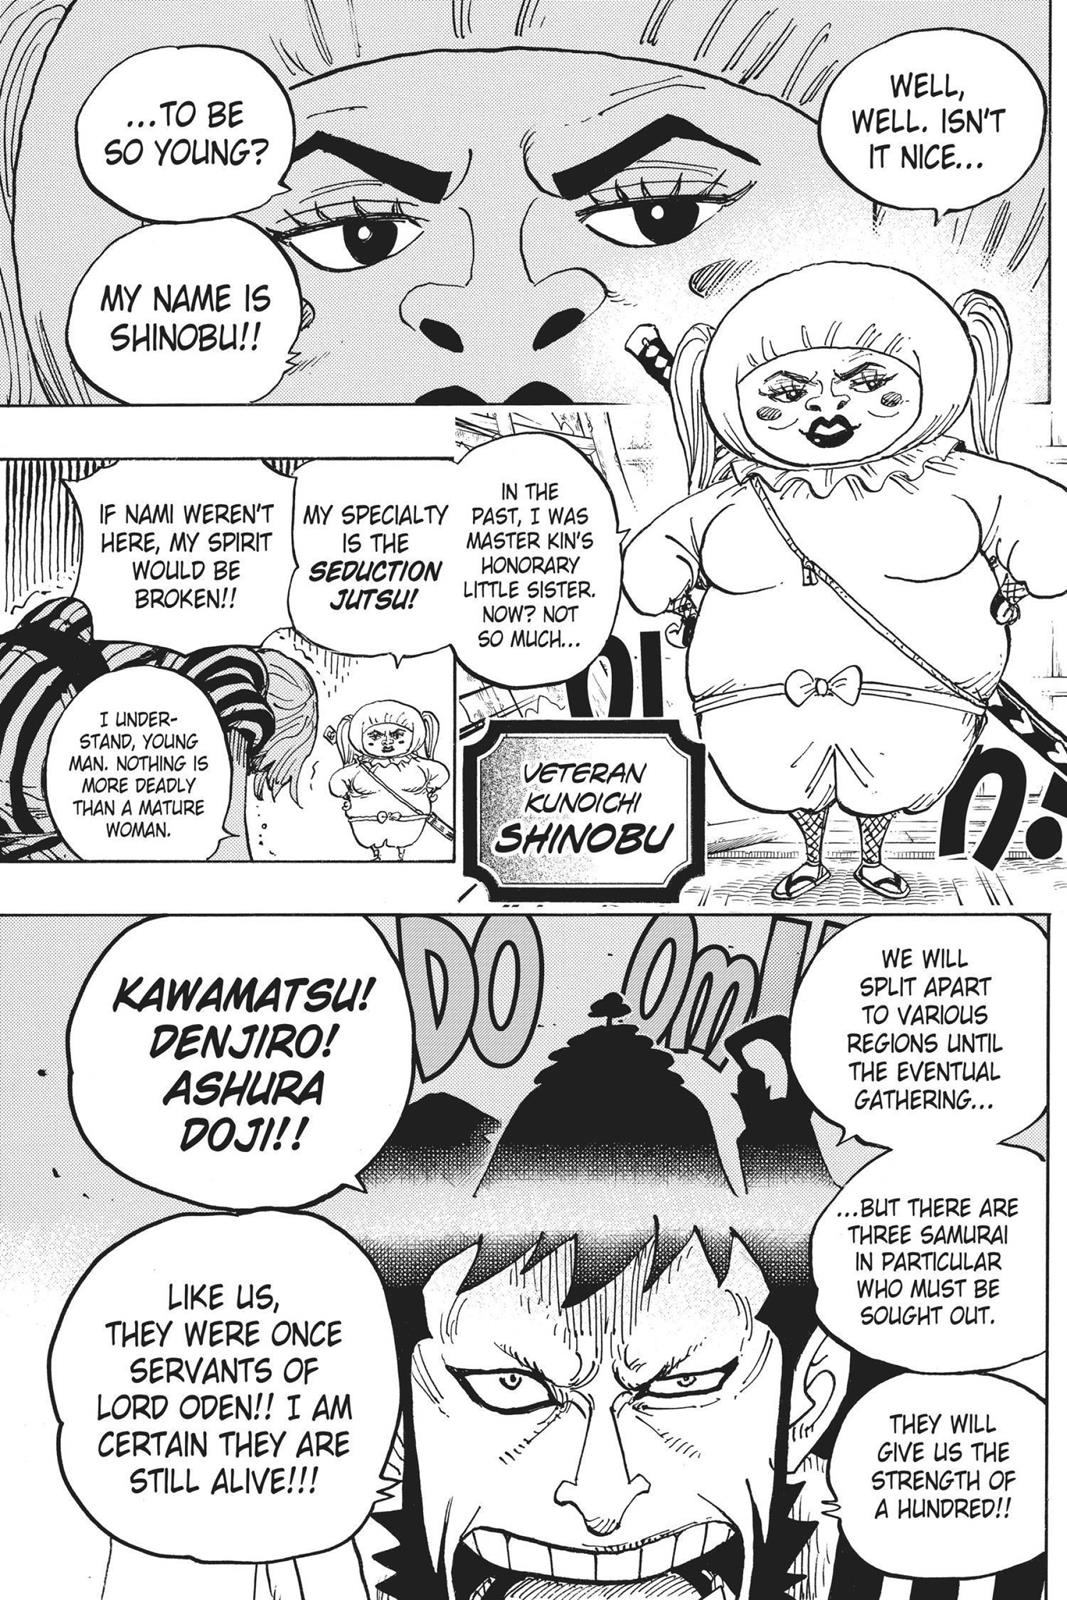 WELL,
WELL. ISN'T
IT NICE...
...TO BE
SO YOUNG?
MY NAME IS
SHINOBU!!
IN THE
PAST, I WAS
MASTER KIN'S
HONORARY
LITTLE SISTER.
NOW? NOT
SO MUCH...
VETERAN
KUNOICHI
SHINOBU
MY SPECIALTY
IS THE
SEDUCTION
JUTSU!
IF NAMI WEREN'T
HERE, MY SPIRIT
WOULD BE
BROKEN!!
I UNDER-
STAND, YOUNG
MAN. NOTHING IS
MORE DEADLY
THAN A MATURE
WOMAN.
WE WILL
SPLIT APART
TO VARIOUS
REGIONS UNTIL
THE EVENTUAL
GATHERING...
...BUT THERE ARE
THREE SAMURAI
IN PARTICULAR
WHO MUST BE
SOUGHT OUT.
THEY WILL
GIVE US THE
STRENGTH OF
A HUNDRED!!
DOOM!!
KAWAMATSU!
DENJIRO!
ASHURA
DOJI!!
LIKE US,
THEY WERE ONCE
SERVANTS OF
LORD ODEN!! I AM
CERTAIN THEY ARE
STILL ALIVE!!!